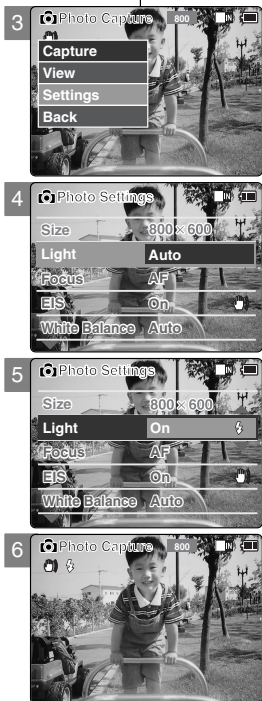 3
Photo Capture 800 IN
Capture
View
Settings
Back
4
Photo Settings IN
Size 800×600
Light Auto
Focus AF
EIS On
White Balance Auto
5
Photo Settings IN
Size 800×600
Light On
Focus AF
EIS On
White Balance Auto
6
Photo Capture 800 IN